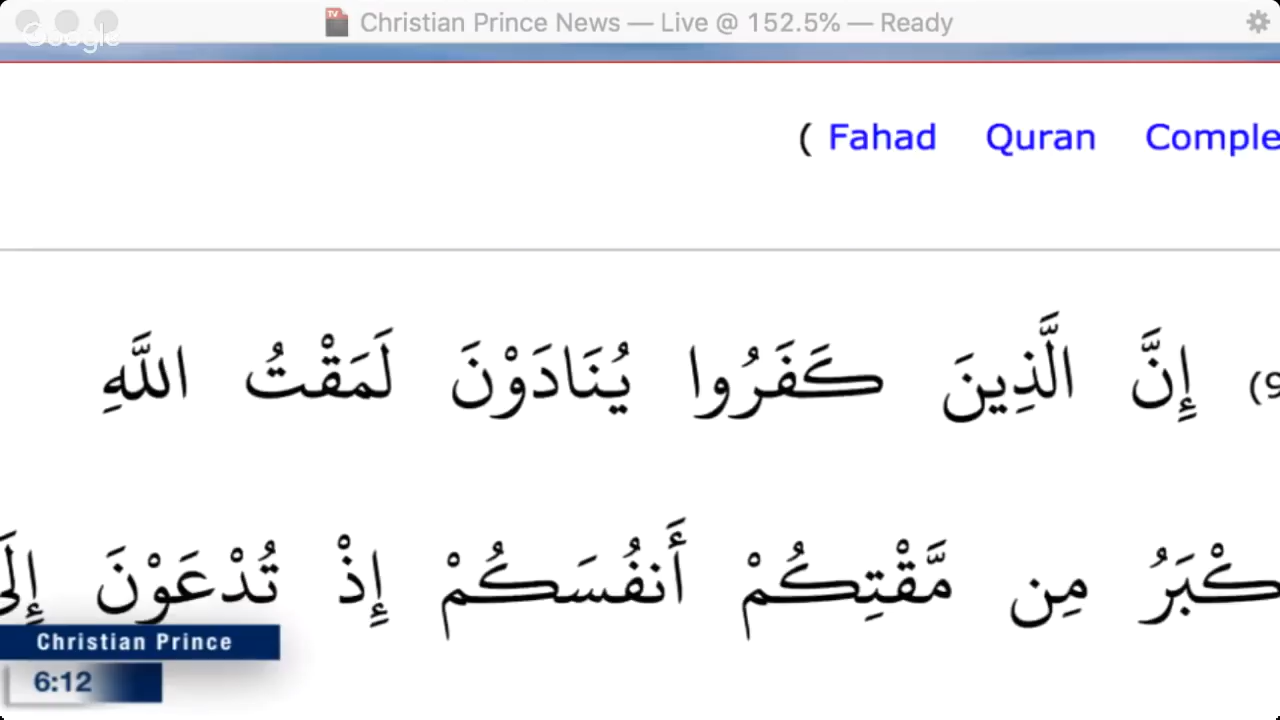 Christian Prince News — Live @ 152.5% — Ready
Google
( Fahad Quran Comple
(9 إِنَّ الَّذِينَ كَفَرُوا يُنَادَوْنَ لَمَقْتُ اللَّهِ
كْبَرُ مِن مَّقْتِكُمْ أَنفُسَكُمْ إِذْ تُدْعَوْنَ إِلَى
Christian Prince
6:12